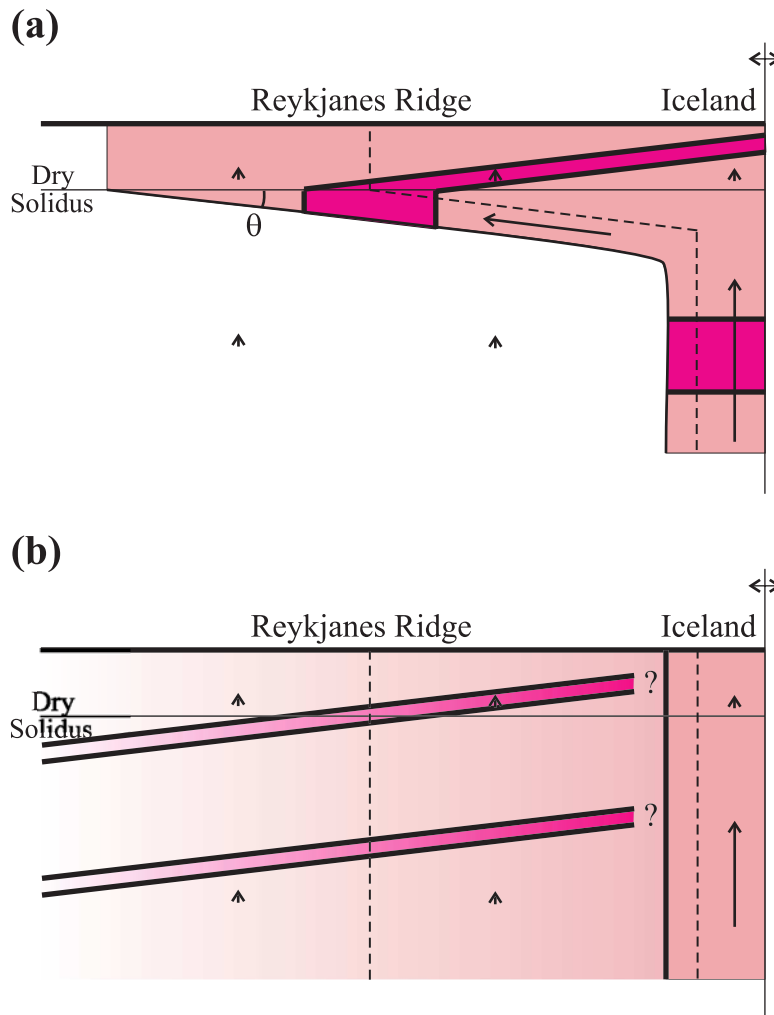 (a)
Reykjanes Ridge Iceland
Dry
Solidus
θ
(b)
Reykjanes Ridge Iceland
?
Dry
Solidus
?